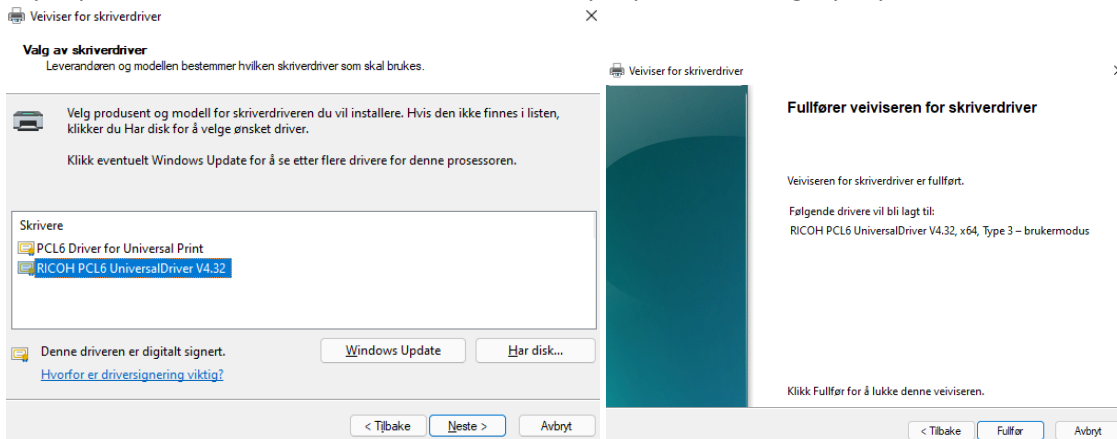 Veiviser for skriverdriver
Valg av skriverdriver
Leverandøren og modellen bestemmer hvilken skriverdriver som skal brukes.
Velg produsent og modell for skriverdriveren du vil installere. Hvis den ikke finnes i listen,
klikker du Har disk for å velge ønsket driver.
Klikk eventuelt Windows Update for å se etter flere drivere for denne prosessoren.
Skrivere
PCL6 Driver for Universal Print
RICOH PCL6 UniversalDriver V4.32
Denne driveren er digitalt signert.
Hvorfor er driversignering viktig?
Windows Update
Har disk...
< Tilbake
Neste >
Avbryt
Veiviser for skriverdriver
Fullfører veiviseren for skriverdriver
Veiviseren for skriverdriver er fullført.
Følgende drivere vil bli lagt til:
RICOH PCL6 UniversalDriver V4.32, x64, Type 3 – brukermodus
Klikk Fullfør for å lukke denne veiviseren.
< Tilbake
Fullfør
Avbryt